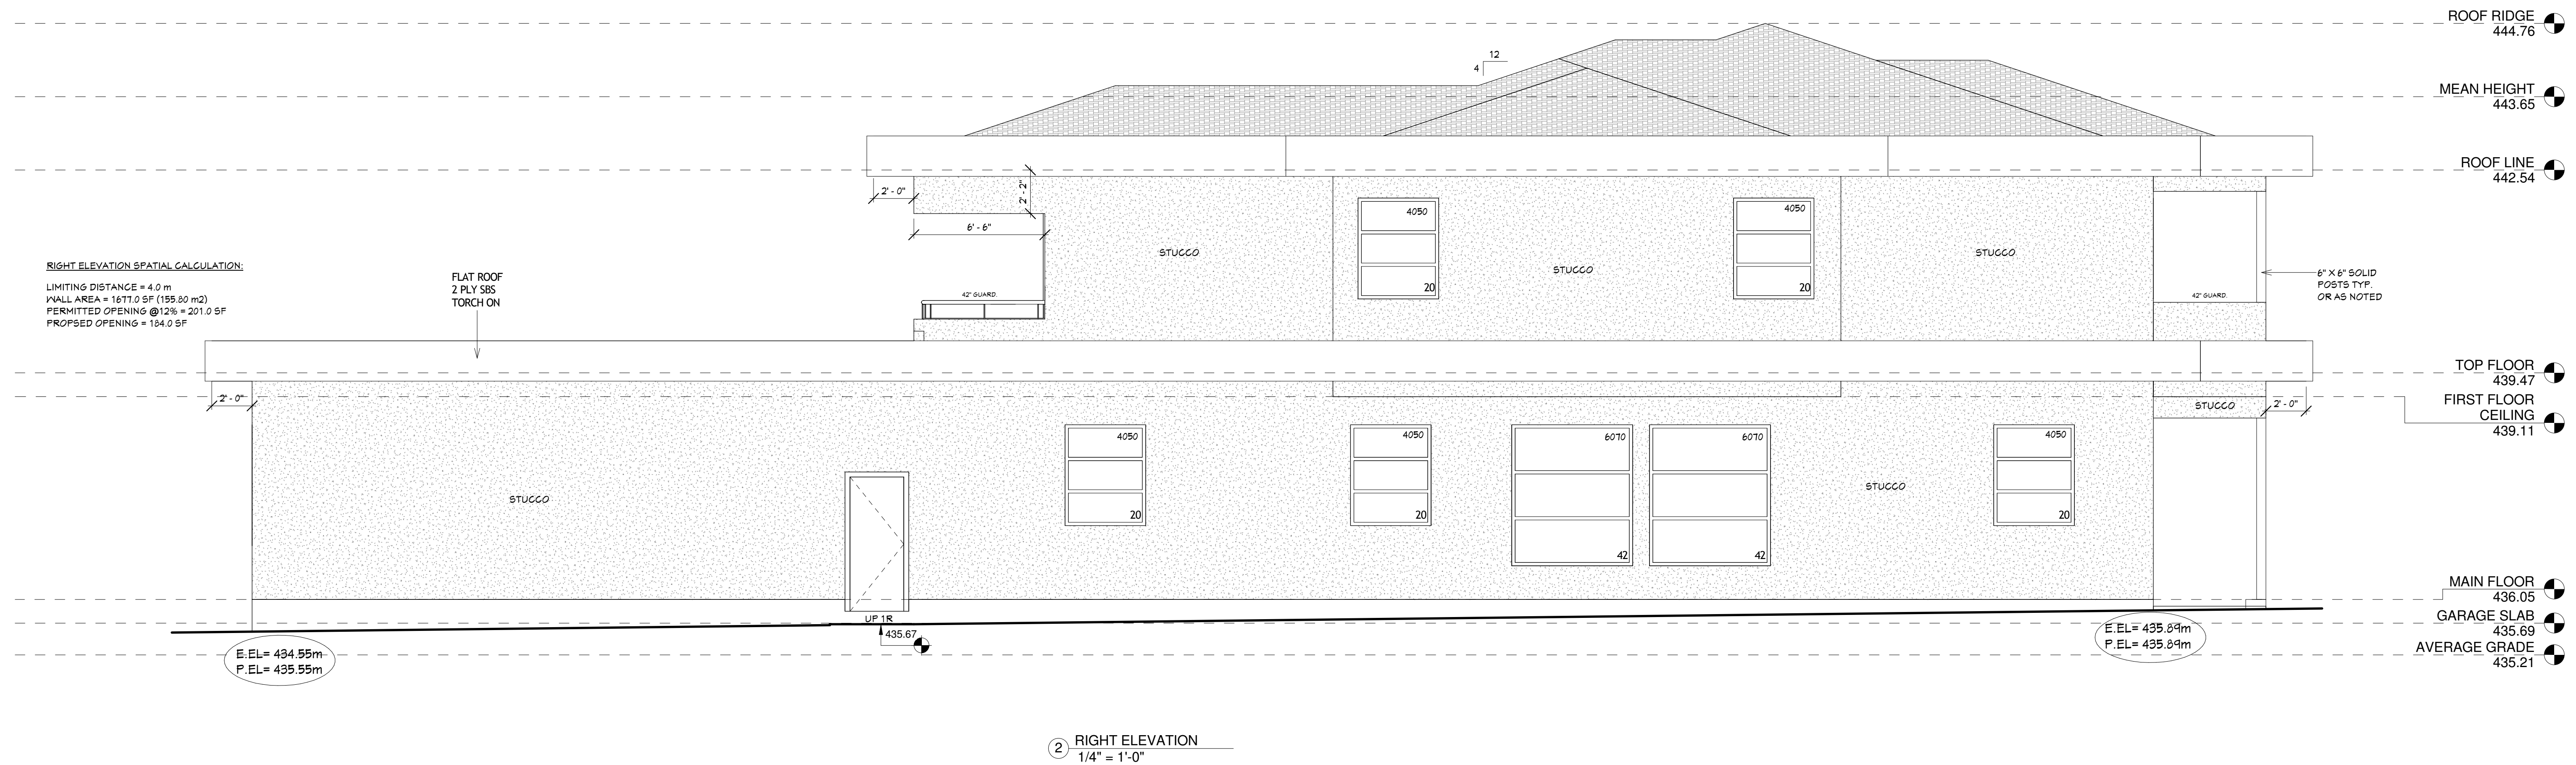 ROOF RIDGE
444.76
12
4
MEAN HEIGHT
443.65
ROOF LINE
442.54
2' - 0"
2' - 2"
6' - 6"
4050
20
4050
20
STUCCO
STUCCO
STUCCO
42" GUARD.
42" GUARD.
6" X 6" SOLID
POSTS TYP.
OR AS NOTED
RIGHT ELEVATION SPATIAL CALCULATION:
LIMITING DISTANCE = 4.0 m
WALL AREA = 1677.0 SF (155.80 m2)
PERMITTED OPENING @12% = 201.0 SF
PROPSED OPENING = 184.0 SF
FLAT ROOF
2 PLY SBS
TORCH ON
TOP FLOOR
439.47
FIRST FLOOR
CEILING
439.11
2' - 0"
STUCCO
2' - 0"
4050
20
4050
20
6070
42
6070
42
4050
20
STUCCO
STUCCO
MAIN FLOOR
436.05
UP 1R
435.67
GARAGE SLAB
435.69
AVERAGE GRADE
435.21
E.EL= 434.55m
P.EL= 435.55m
E.EL= 435.89m
P.EL= 435.89m
2
RIGHT ELEVATION
1/4" = 1'-0"